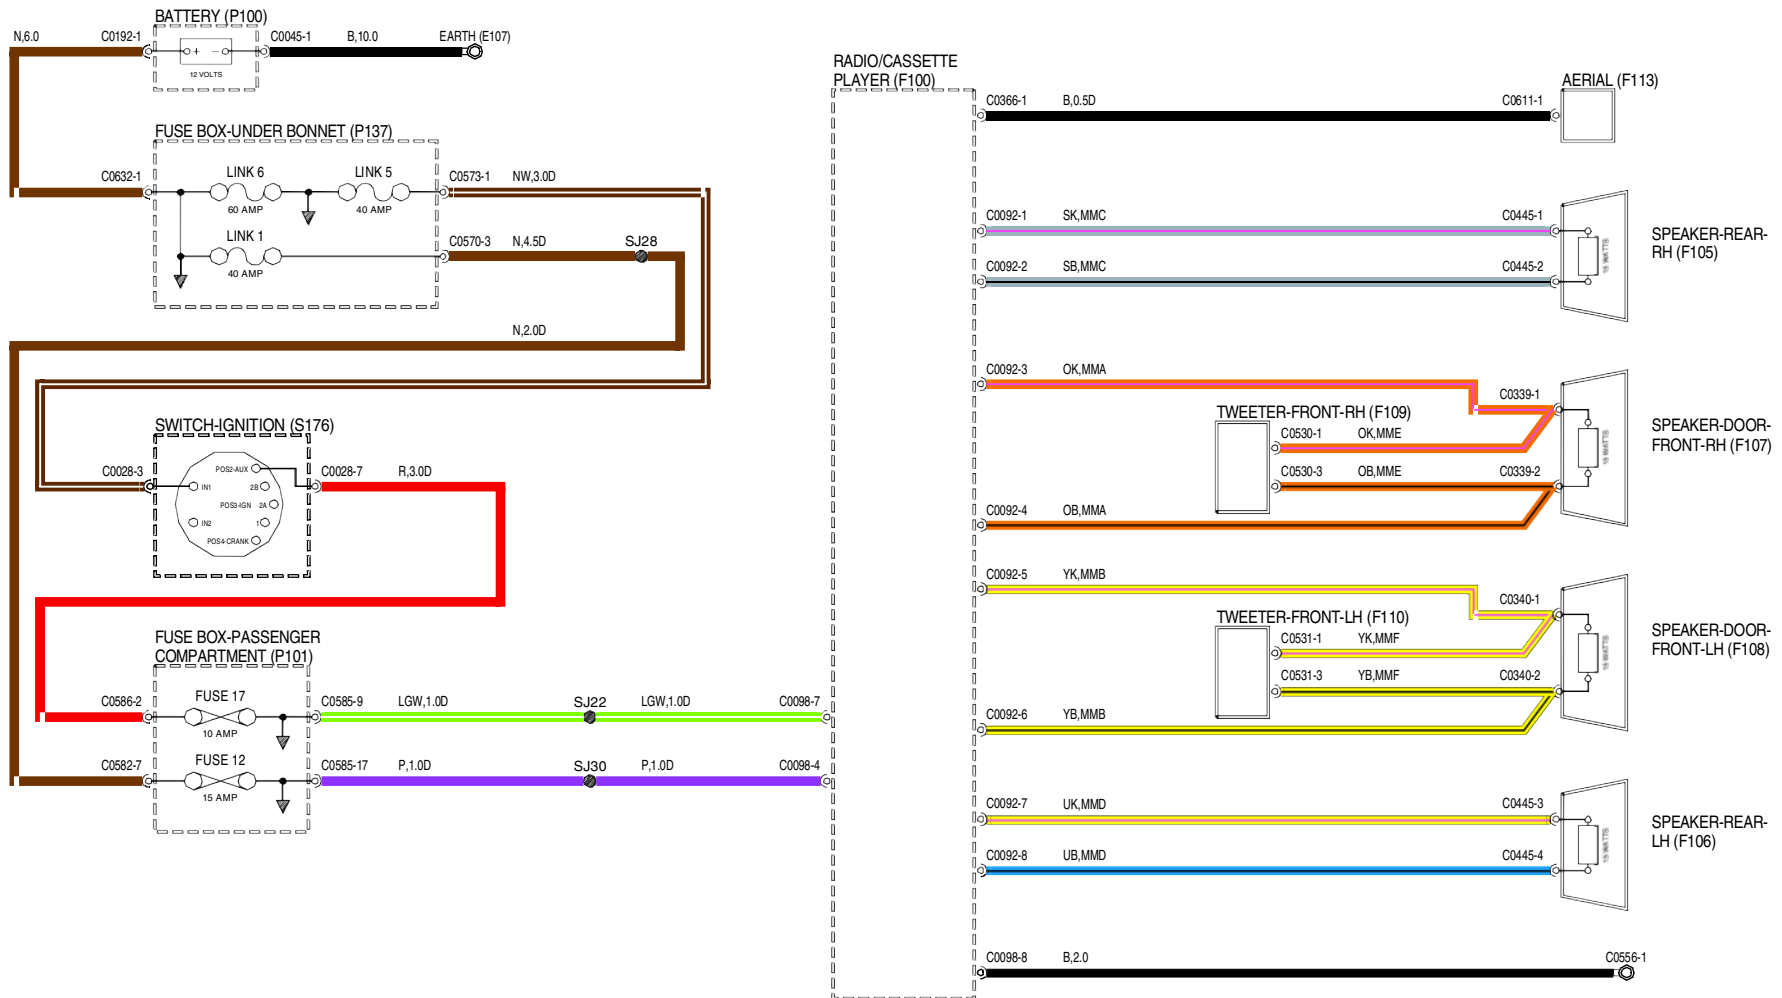 BATTERY (P100)
N,6.0
C0192-1
C0045-1
B,10.0
EARTH (E107)
+
−
12 VOLTS
FUSE BOX-UNDER BONNET (P137)
C0632-1
LINK 6
60 AMP
LINK 5
40 AMP
C0573-1
NW,3.0D
LINK 1
40 AMP
C0570-3
N,4.5D
SJ28
N,2.0D
SWITCH-IGNITION (S176)
C0028-3
POS2-AUX
IN1
2B
POS3-IGN
2A
IN2
1
POS4-CRANK
C0028-7
R,3.0D
FUSE BOX-PASSENGER
COMPARTMENT (P101)
C0586-2
FUSE 17
10 AMP
C0585-9
LGW,1.0D
SJ22
LGW,1.0D
C0098-7
C0582-7
FUSE 12
15 AMP
C0585-17
P,1.0D
SJ30
P,1.0D
C0098-4
RADIO/CASSETTE
PLAYER (F100)
C0366-1
B,0.5D
C0611-1
AERIAL (F113)
C0092-1
SK,MMC
C0445-1
C0092-2
SB,MMC
C0445-2
15 WATTS
SPEAKER-REAR-
RH (F105)
C0092-3
OK,MMA
C0339-1
TWEETER-FRONT-RH (F109)
C0530-1
OK,MME
C0530-3
OB,MME
C0339-2
C0092-4
OB,MMA
15 WATTS
SPEAKER-DOOR-
FRONT-RH (F107)
C0092-5
YK,MMB
C0340-1
TWEETER-FRONT-LH (F110)
C0531-1
YK,MMF
C0531-3
YB,MMF
C0340-2
C0092-6
YB,MMB
15 WATTS
SPEAKER-DOOR-
FRONT-LH (F108)
C0092-7
UK,MMD
C0445-3
C0092-8
UB,MMD
C0445-4
15 WATTS
SPEAKER-REAR-
LH (F106)
C0098-8
B,2.0
C0556-1